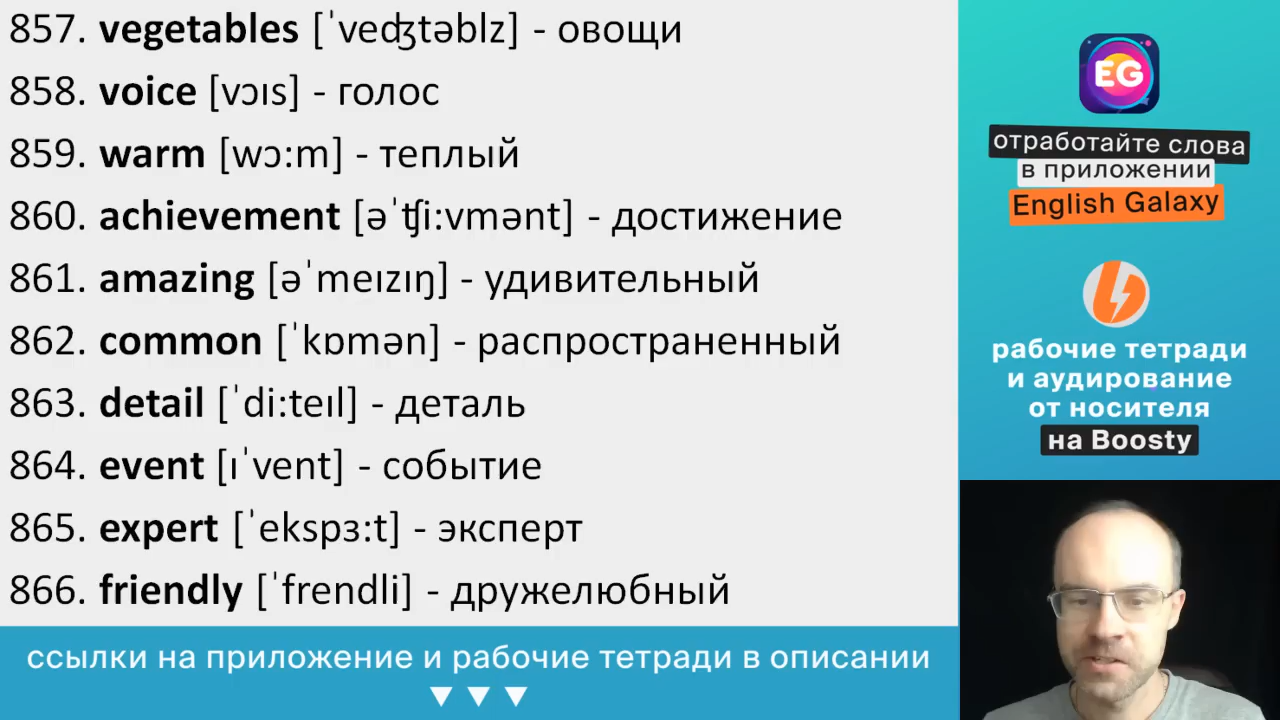 857. vegetables [ˈveʤtəblz] - овощи
858. voice [vɔɪs] - голос
859. warm [wɔ:m] - теплый
860. achievement [əˈʧi:vmənt] - достижение
861. amazing [əˈmeɪzɪŋ] - удивительный
862. common [ˈkɒmən] - распространенный
863. detail [ˈdi:teɪl] - деталь
864. event [ɪˈvent] - событие
865. expert [ˈekspɜ:t] - эксперт
866. friendly [ˈfrendli] - дружелюбный
ссылки на приложение и рабочие тетради в описании
EG
отработайте слова
в приложении
English Galaxy
рабочие тетради
и аудирование
от носителя
на Boosty